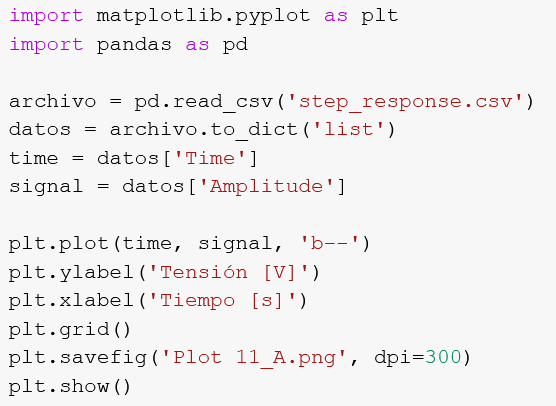 import matplotlib.pyplot as plt
import pandas as pd
archivo = pd.read_csv('step_response.csv')
datos = archivo.to_dict('list')
time = datos['Time']
signal = datos['Amplitude']
plt.plot(time, signal, 'b--')
plt.ylabel('Tensión [V]')
plt.xlabel('Tiempo [s]')
plt.grid()
plt.savefig('Plot 11_A.png', dpi=300)
plt.show()